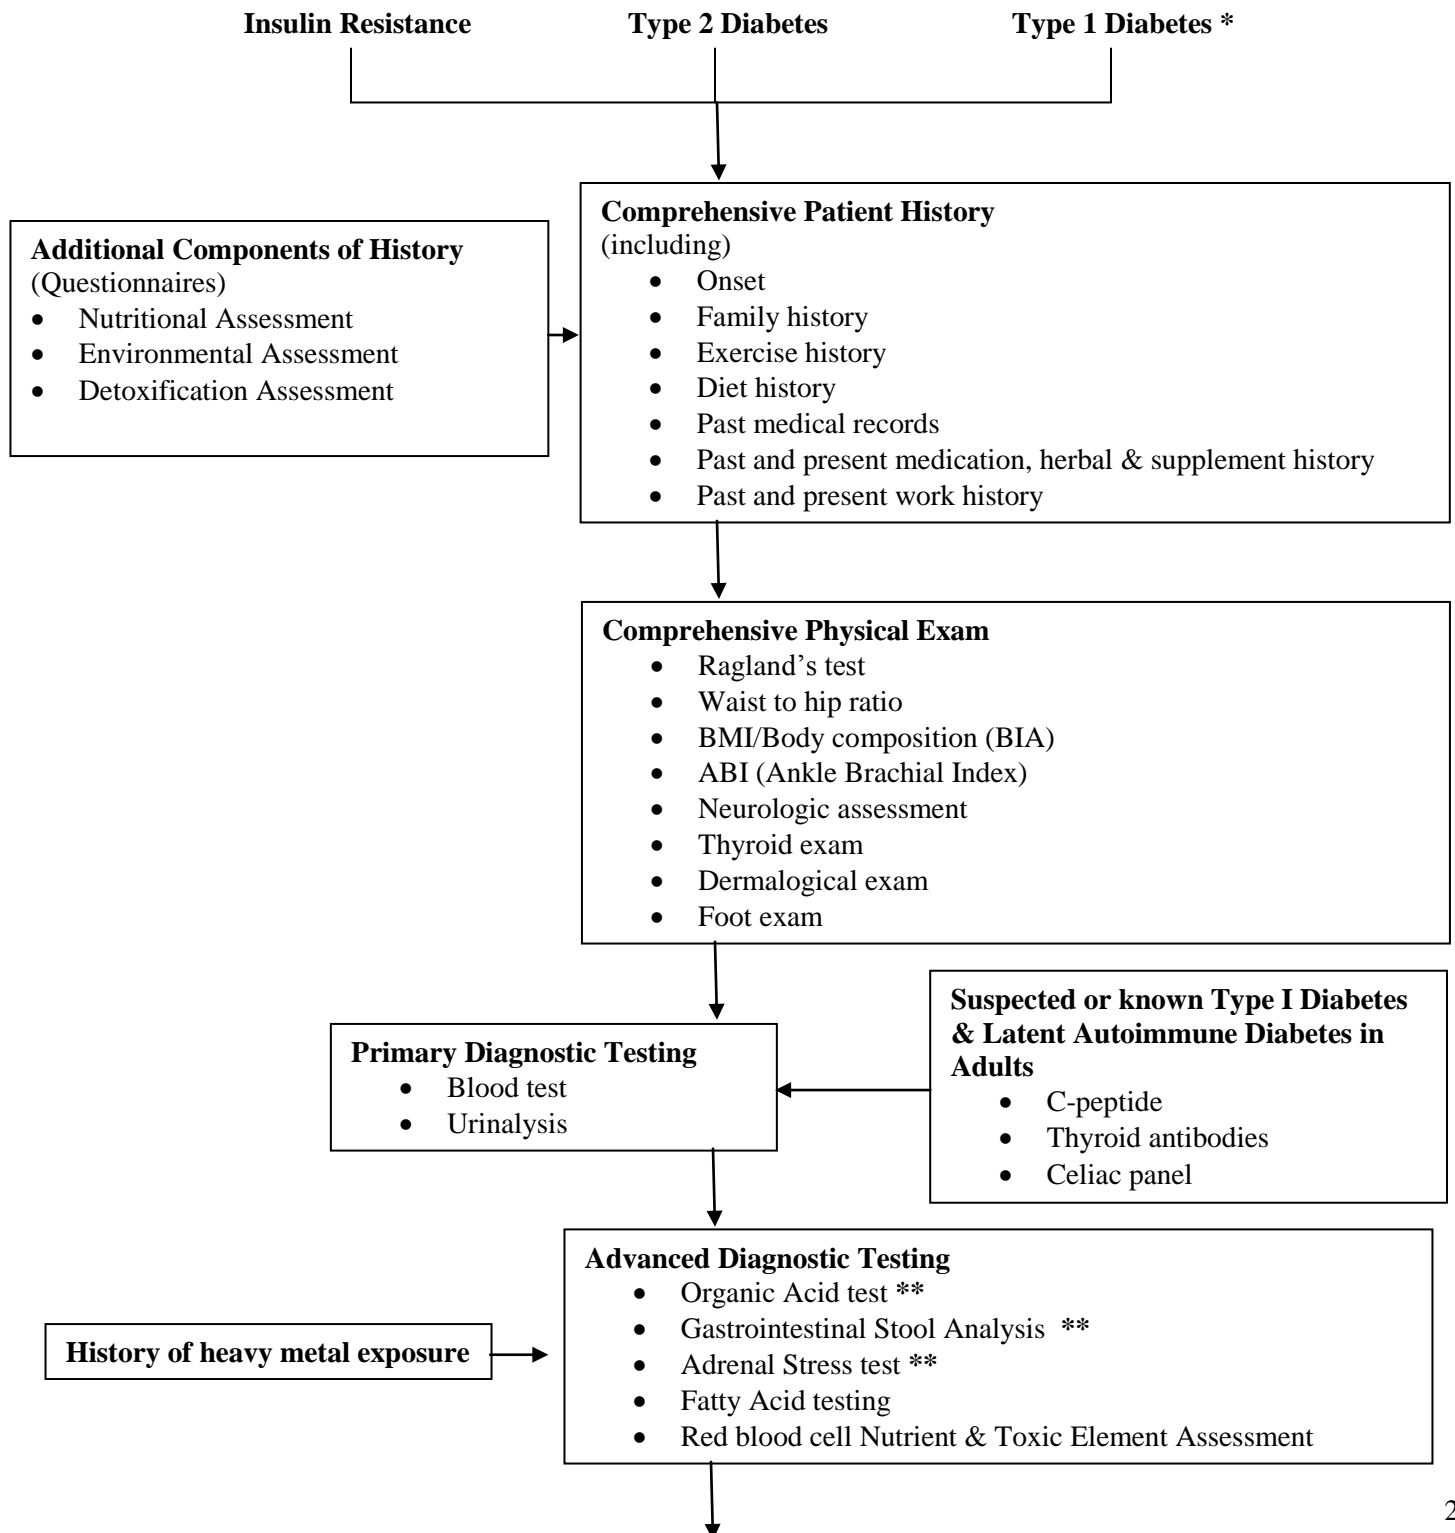 Insulin Resistance
Type 2 Diabetes
Type 1 Diabetes *
Additional Components of History
(Questionnaires)
• Nutritional Assessment
• Environmental Assessment
• Detoxification Assessment
Comprehensive Patient History
(including)
• Onset
• Family history
• Exercise history
• Diet history
• Past medical records
• Past and present medication, herbal & supplement history
• Past and present work history
Comprehensive Physical Exam
• Ragland’s test
• Waist to hip ratio
• BMI/Body composition (BIA)
• ABI (Ankle Brachial Index)
• Neurologic assessment
• Thyroid exam
• Dermalogical exam
• Foot exam
Primary Diagnostic Testing
• Blood test
• Urinalysis
Suspected or known Type I Diabetes
& Latent Autoimmune Diabetes in
Adults
• C-peptide
• Thyroid antibodies
• Celiac panel
History of heavy metal exposure
Advanced Diagnostic Testing
• Organic Acid test **
• Gastrointestinal Stool Analysis **
• Adrenal Stress test **
• Fatty Acid testing
• Red blood cell Nutrient & Toxic Element Assessment
2